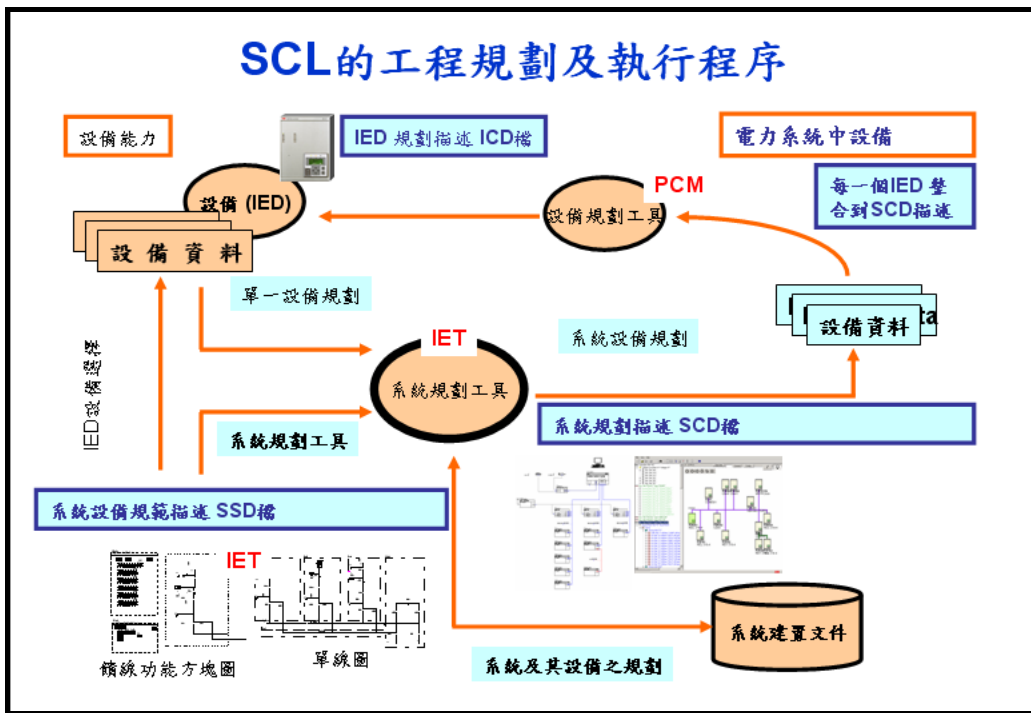 SCL的工程規劃及執行程序
設備能力
IED 規劃描述 ICD檔
電力系統中設備
每一個IED 整
合到SCD描述
PCM
設備 (IED)
設備規劃工具
設 備 資 料
單一設備規劃
IET
系統設備規劃
設備資料
IED設備選擇
系統規劃工具
系統規劃工具
系統規劃描述 SCD檔
系統設備規範描述 SSD檔
IET
系統建置文件
單線圖
饋線功能方塊圖
系統及其設備之規劃